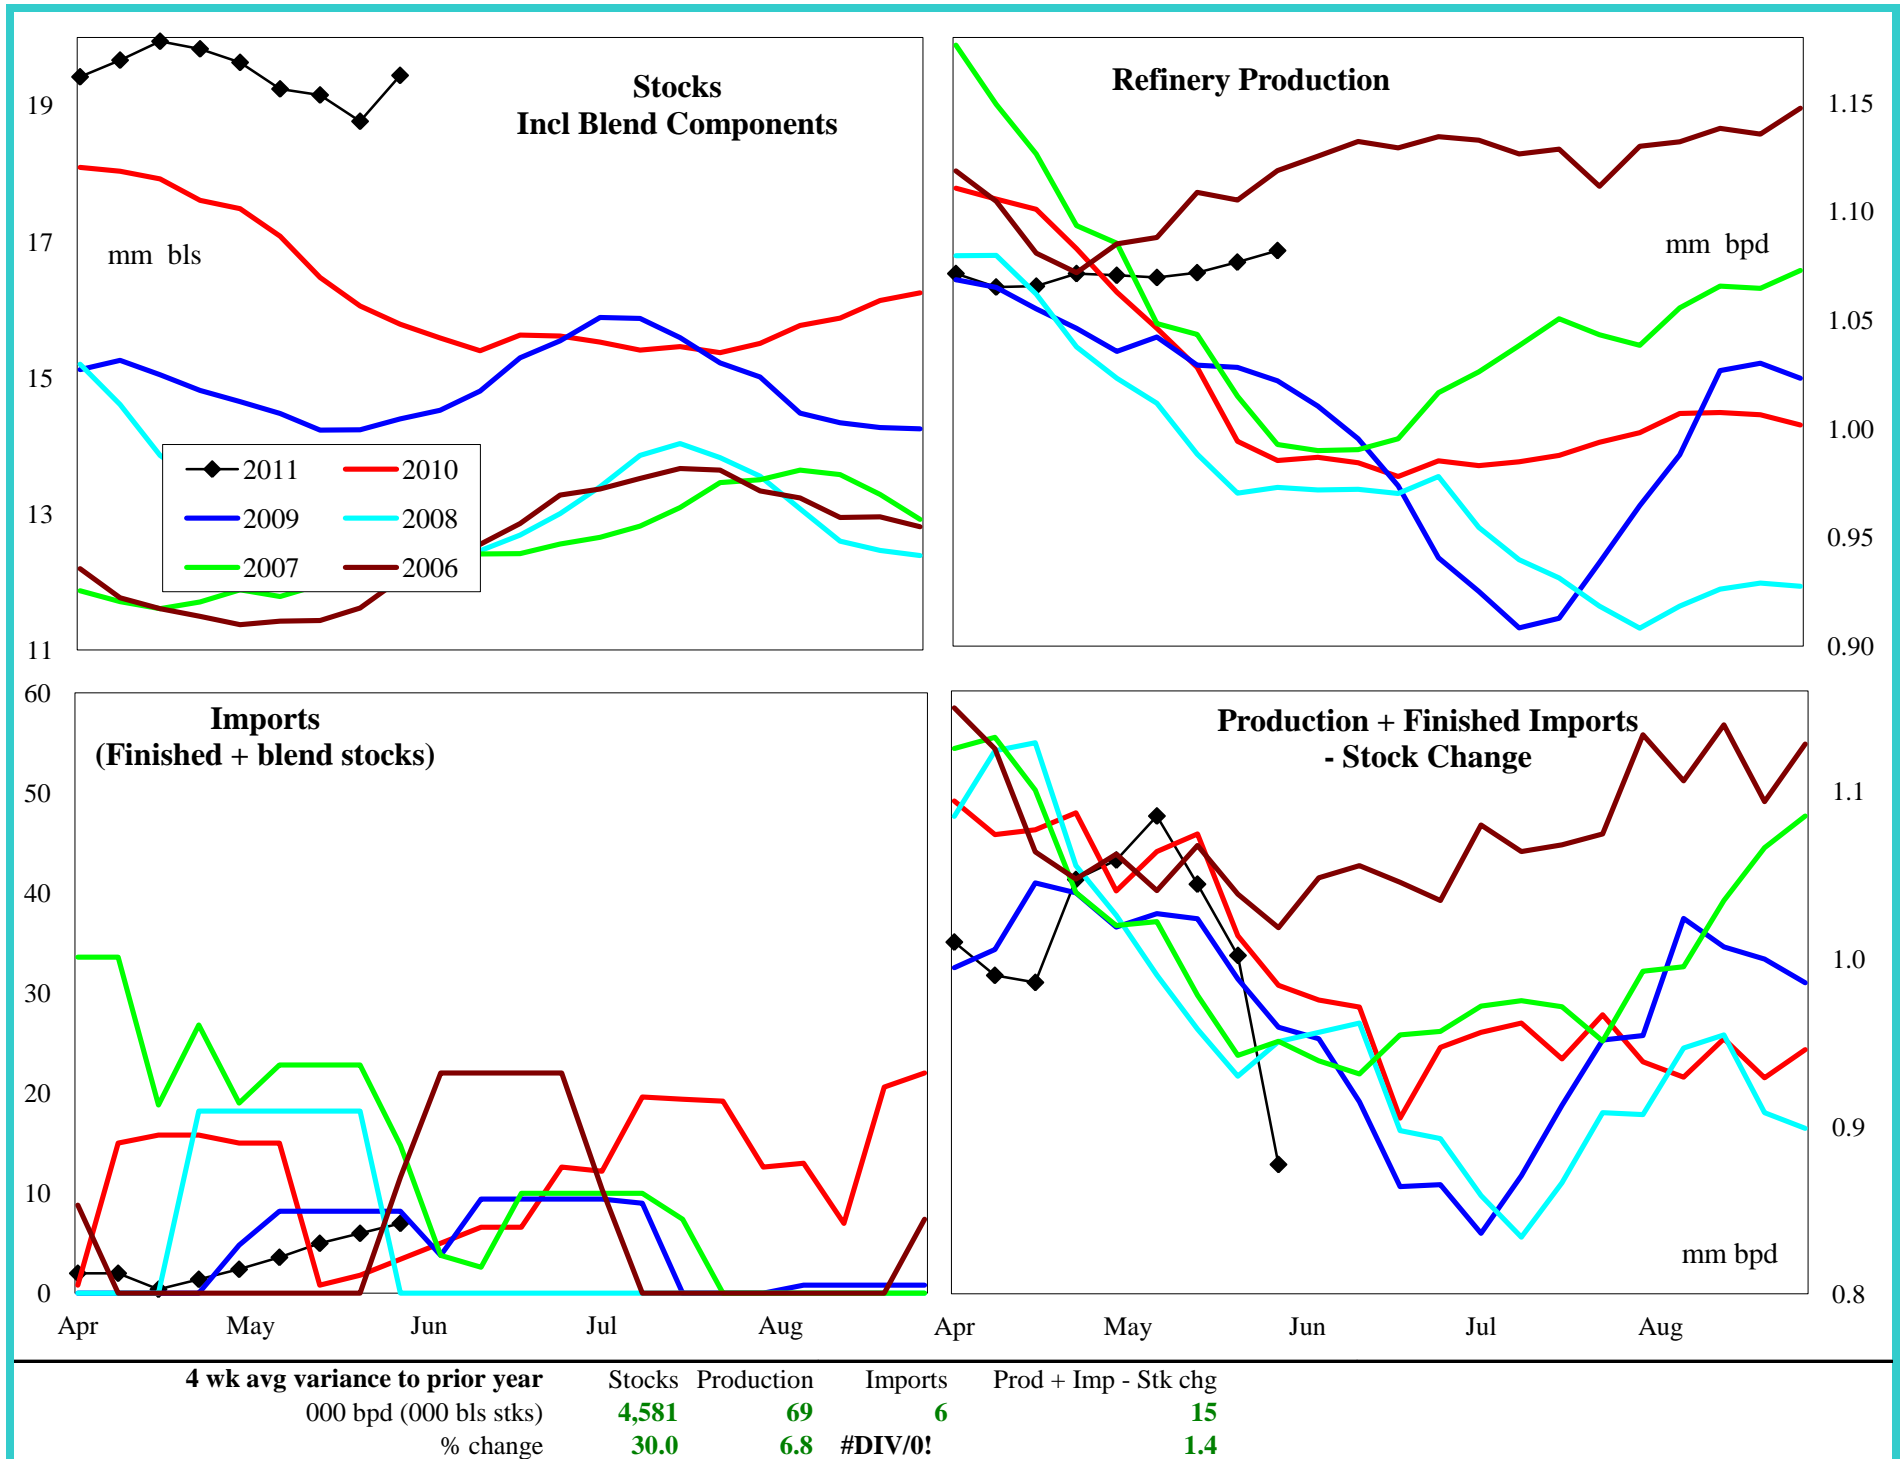 Stocks
Incl Blend Components
mm bls
19
17
15
13
11
2011 2010
2009 2008
2007 2006
Refinery Production
mm bpd
1.15
1.10
1.05
1.00
0.95
0.90
Imports
(Finished + blend stocks)
60
50
40
30
20
10
0
Apr May Jun Jul Aug
Production + Finished Imports
- Stock Change
1.1
1.0
0.9
mm bpd
0.8
Apr May Jun Jul Aug
4 wk avg variance to prior year Stocks Production Imports Prod + Imp - Stk chg
000 bpd (000 bls stks) 4,581 69 6 15
% change 30.0 6.8 #DIV/0! 1.4